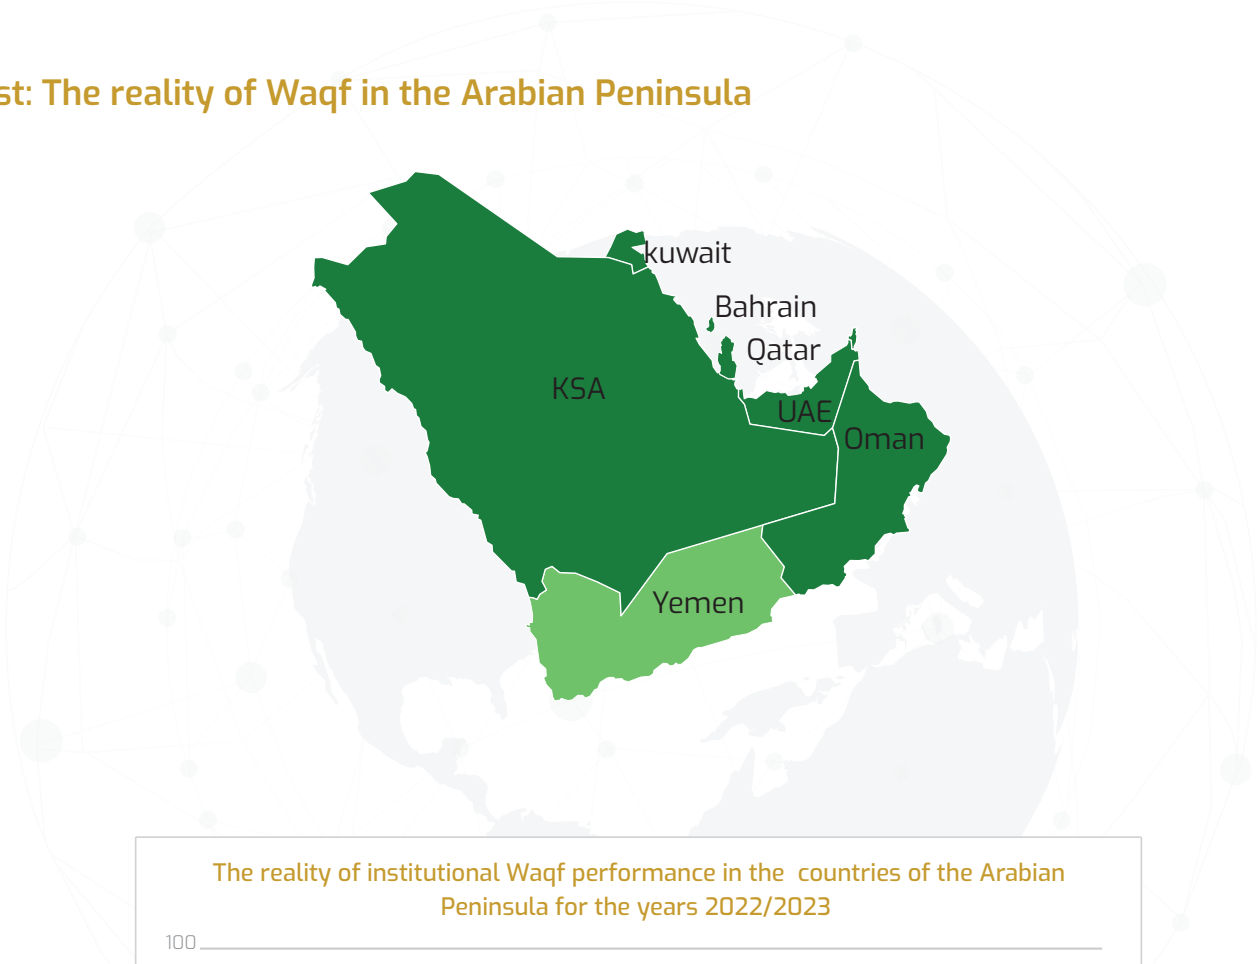 st: The reality of Waqf in the Arabian Peninsula
kuwait
Bahrain
Qatar
KSA
UAE
Oman
Yemen
The reality of institutional Waqf performance in the countries of the Arabian
Peninsula for the years 2022/2023
100